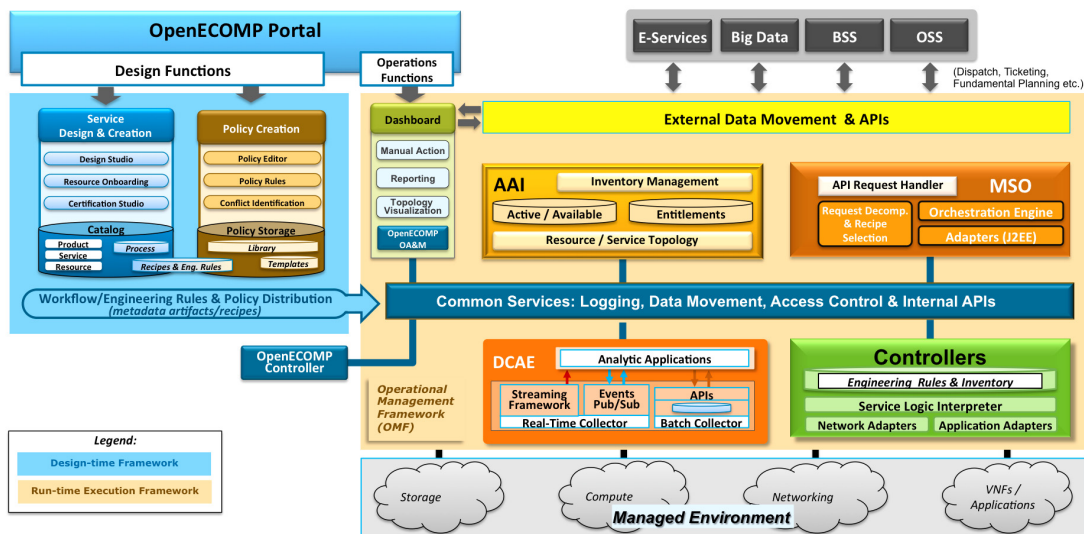 OpenECOMP Portal
Design Functions
Operations
Functions
E-Services
Big Data
BSS
OSS
(Dispatch, Ticketing,
Fundamental Planning etc.)
Service
Design & Creation
Design Studio
Resource Onboarding
Certification Studio
Catalog
Product
Service
Resource
Process
Recipes & Eng. Rules
Policy Creation
Policy Editor
Policy Rules
Conflict Identification
Policy Storage
Library
Templates
Dashboard
Manual Action
Reporting
Topology
Visualization
OpenECOMP
OA&M
External Data Movement & APIs
AAI
Inventory Management
Active / Available
Entitlements
Resource / Service Topology
API Request Handler
MSO
Request Decomp.
& Recipe
Selection
Orchestration Engine
Adapters (J2EE)
Workflow/Engineering Rules & Policy Distribution
(metadata artifacts/recipes)
Common Services: Logging, Data Movement, Access Control & Internal APIs
OpenECOMP
Controller
Operational
Management
Framework
(OMF)
DCAE
Analytic Applications
Streaming
Framework
Events
Pub/Sub
APIs
Real-Time Collector
Batch Collector
Controllers
Engineering Rules & Inventory
Service Logic Interpreter
Network Adapters
Application Adapters
Legend:
Design-time Framework
Run-time Execution Framework
Storage
Compute
Networking
VNFs /
Applications
Managed Environment